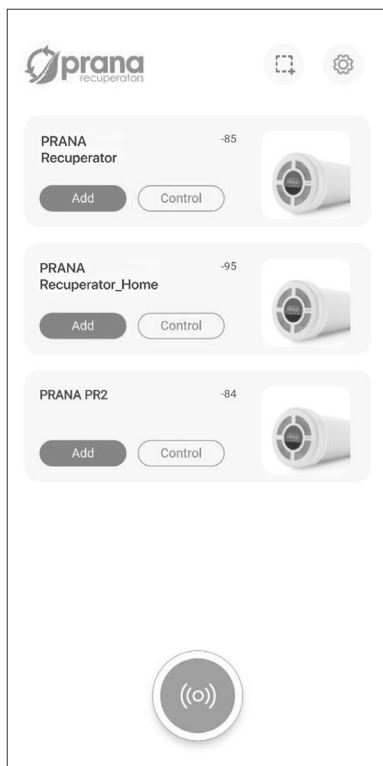 prana
recuperators
PRANA
Recuperator
-85
Add
Control
PRANA
Recuperator_Home
-95
Add
Control
PRANA PR2
-84
Add
Control